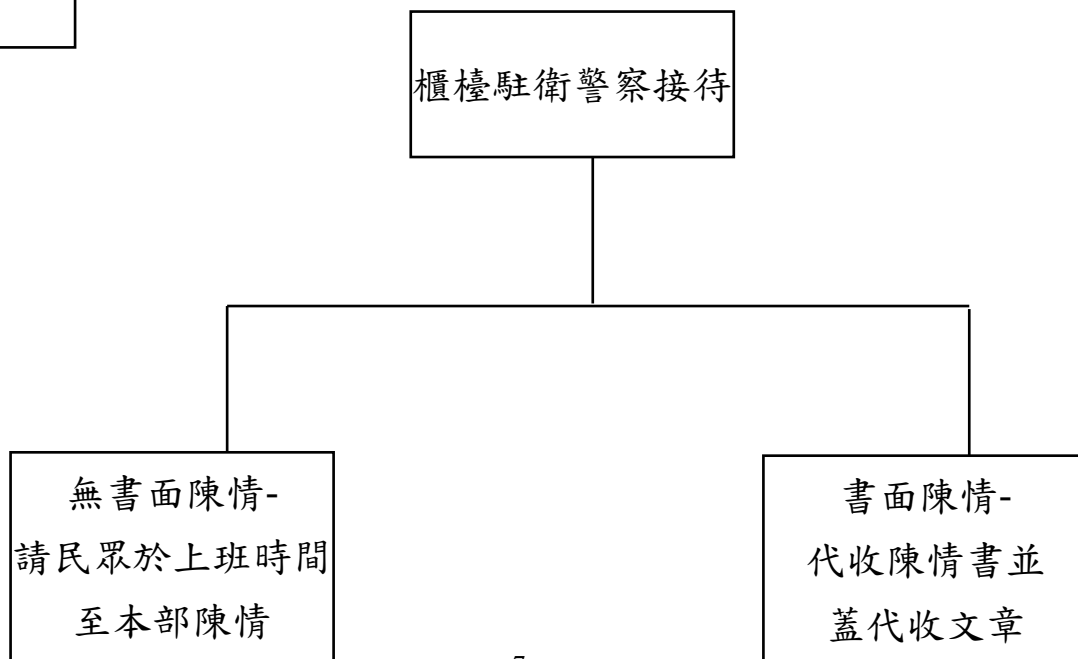 櫃檯駐衛警察接待
無書面陳情-
請民眾於上班時間
至本部陳情
書面陳情-
代收陳情書並
蓋代收文章